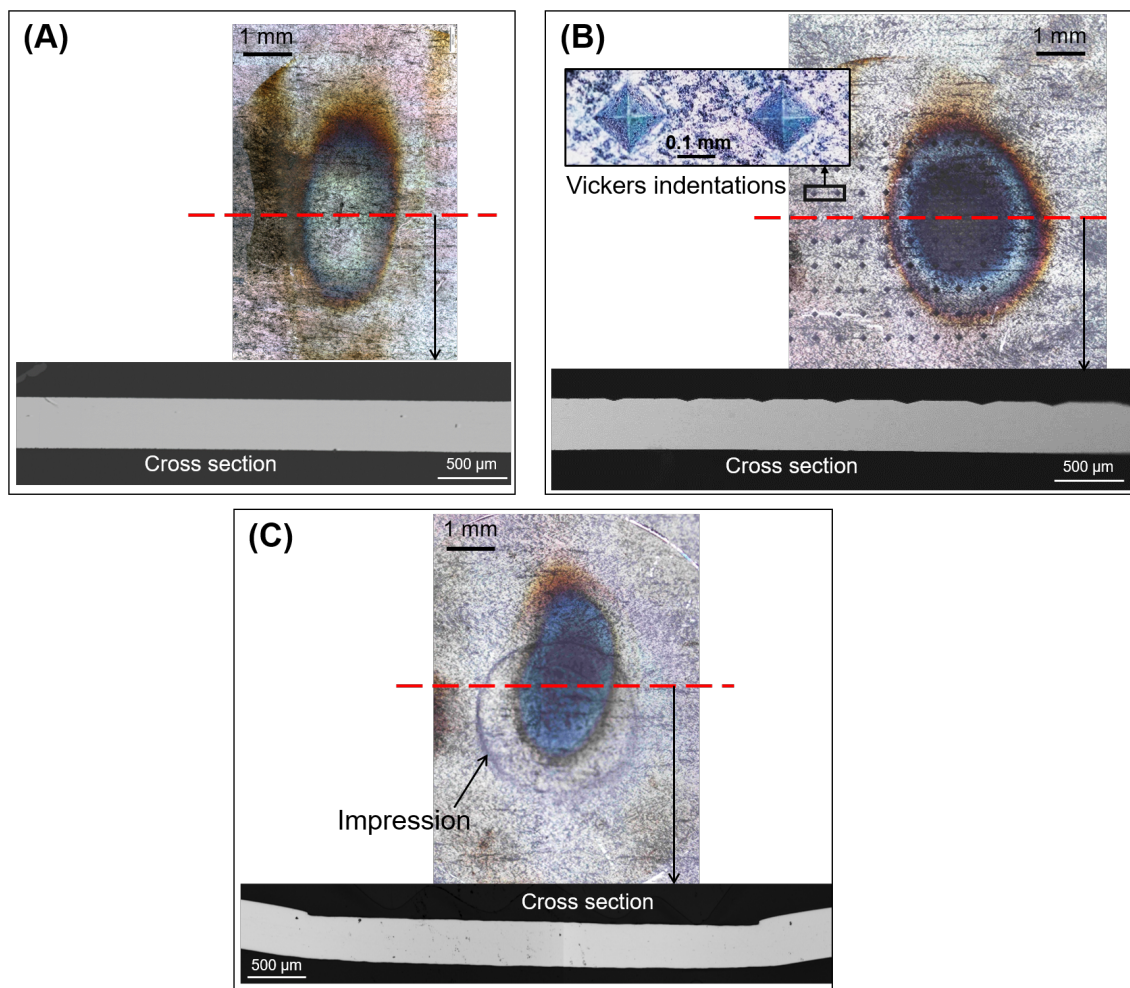 (A)
1 mm
Cross section
500 µm
(B)
1 mm
0.1 mm
Vickers indentations
Cross section
500 µm
(C)
1 mm
Impression
Cross section
500 µm